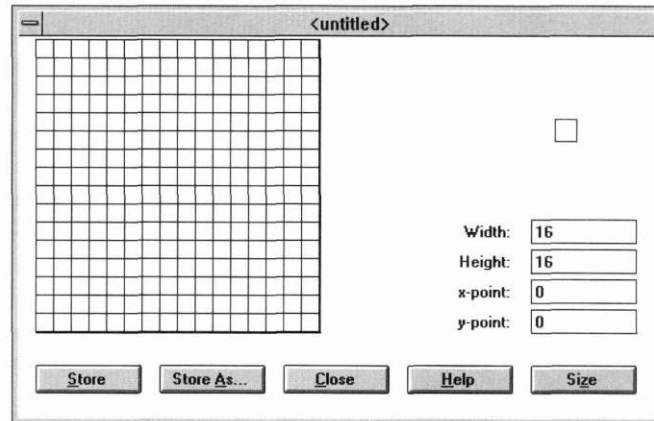 <untitled>
Width: 16
Height: 16
x-point: 0
y-point: 0
Store Store As... Close Help Size